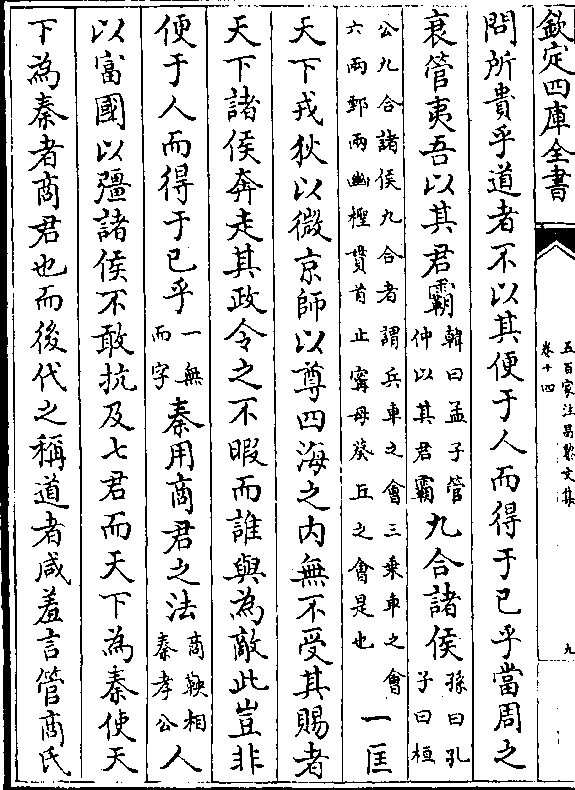 欽定四庫全書
五百家注昌黎文集
卷十四
九
問所貴乎道者不以其便于人而得于已乎當周之
衰管夷吾以其君霸韓曰孟子管仲以其君霸九合諸侯孫曰孔子曰桓
公九合諸侯九合者謂兵車之會三乗車之會六兩鄄兩幽檉貫首止寗母葵丘之會是也一匡
天下戎狄以微京師以尊四海之内無不受其賜者
天下諸侯奔走其政令之不暇而誰與為敵此豈非
便于人而得于已乎一無而字秦用商君之法商鞅相秦孝公人
以富國以彊諸侯不敢抗及七君而天下為秦使天
下為秦者商君也而後代之稱道者咸羞言管商氏